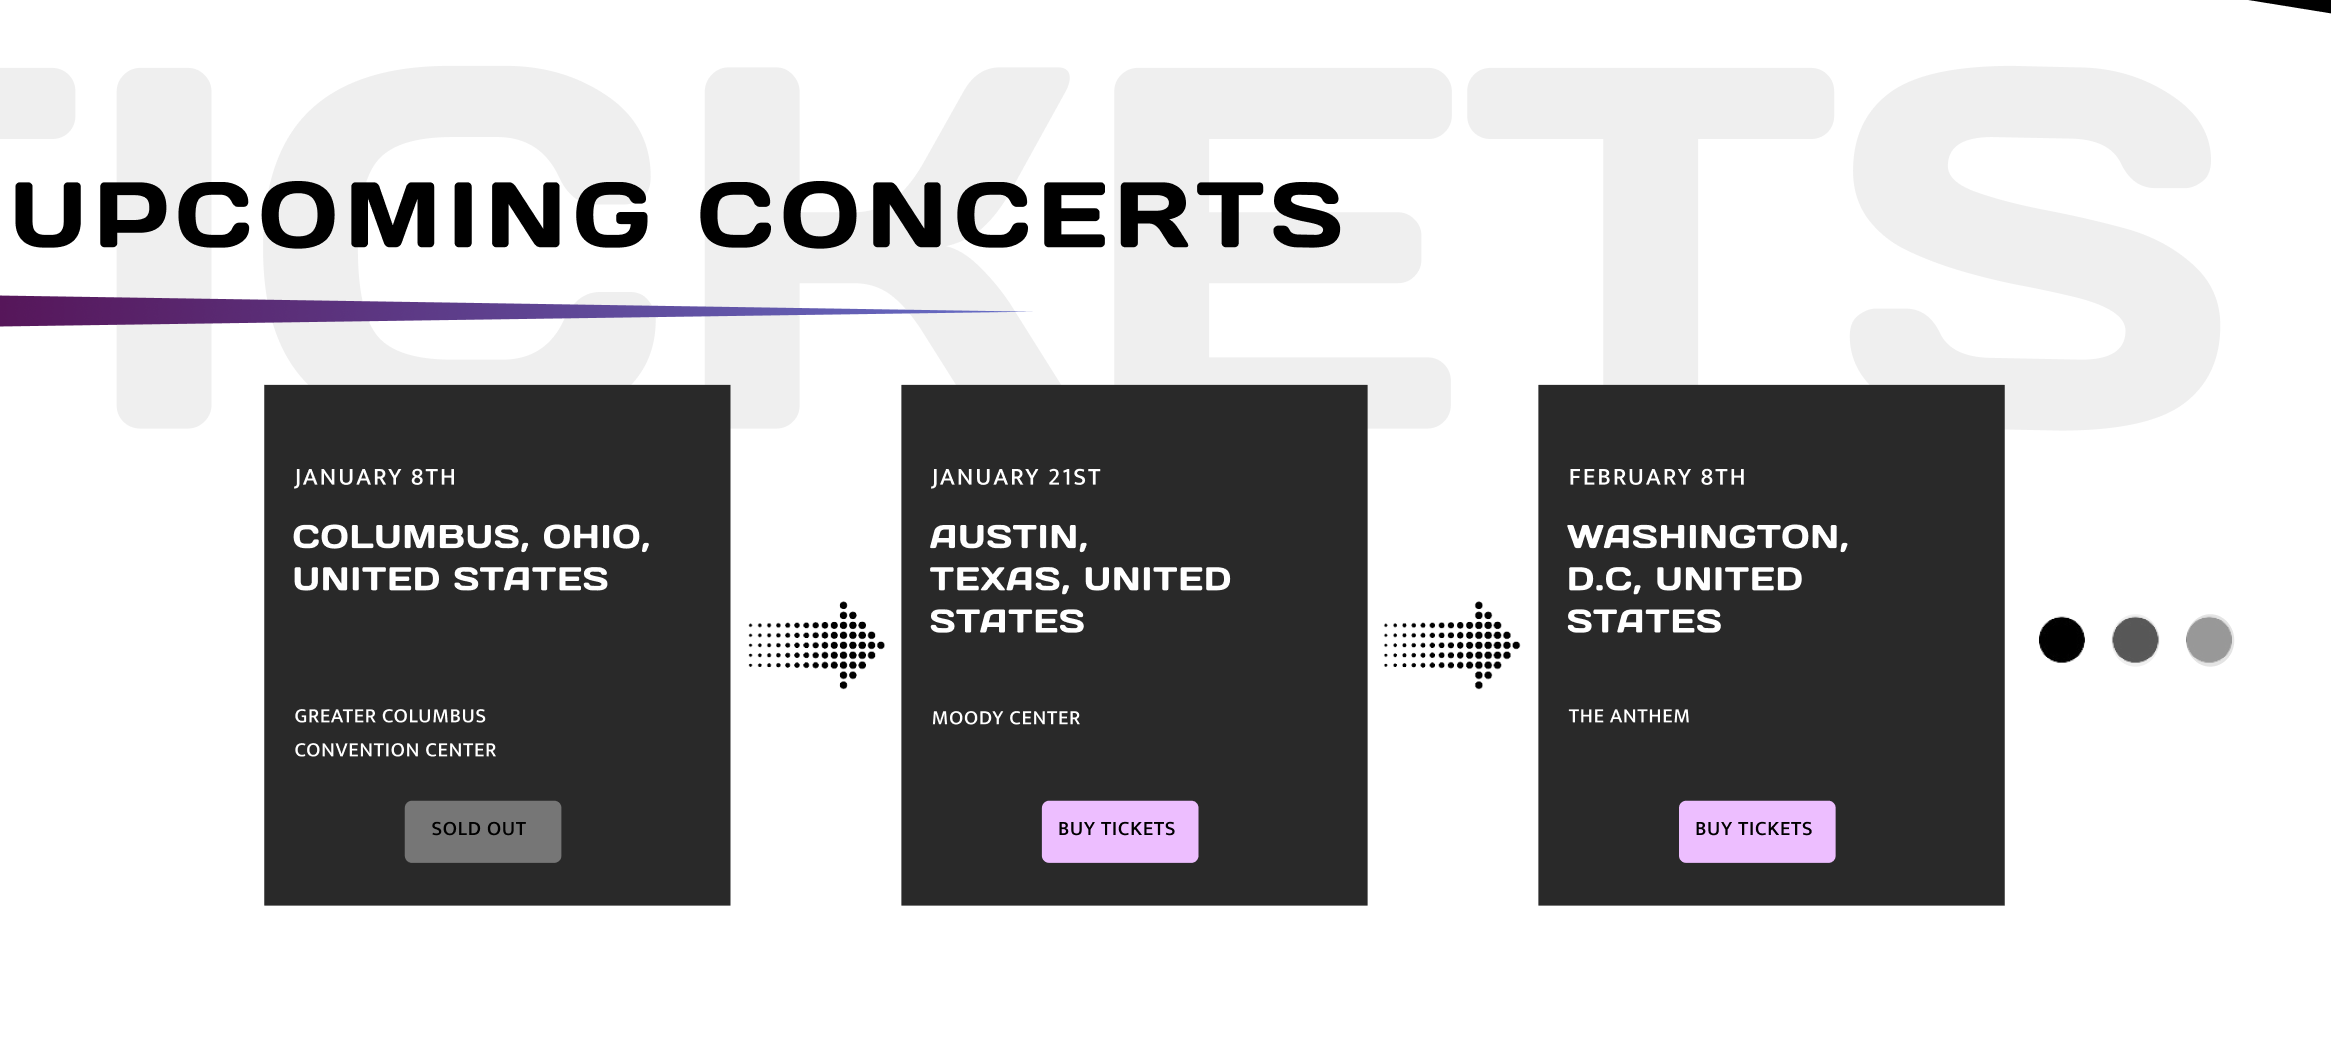 TICKETS
UPCOMING CONCERTS
JANUARY 8TH
COLUMBUS, OHIO,
UNITED STATES
GREATER COLUMBUS
CONVENTION CENTER
SOLD OUT
JANUARY 21ST
AUSTIN,
TEXAS, UNITED
STATES
MOODY CENTER
BUY TICKETS
FEBRUARY 8TH
WASHINGTON,
D.C, UNITED
STATES
THE ANTHEM
BUY TICKETS